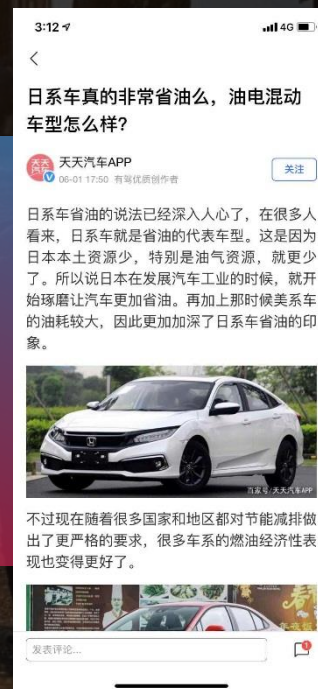 3:12
4G
日系车真的非常省油么，油电混动
车型怎么样？
天天汽车
天天汽车APP
关注
06-01 17:50 有驾优质创作者
日系车省油的说法已经深入人心了，在很多人
看来，日系车就是省油的代表车型。这是因为
日本本土资源少，特别是油气资源，就更少
了。所以说日本在发展汽车工业的时候，就开
始琢磨让汽车更加省油。再加上那时候美系车
的油耗较大，因此更加加深了日系车省油的印
象。
百家号/天天汽车APP
不过现在随着很多国家和地区都对节能减排做
出了更严格的要求，很多车系的燃油经济性表
现也变得更好了。
发表评论...